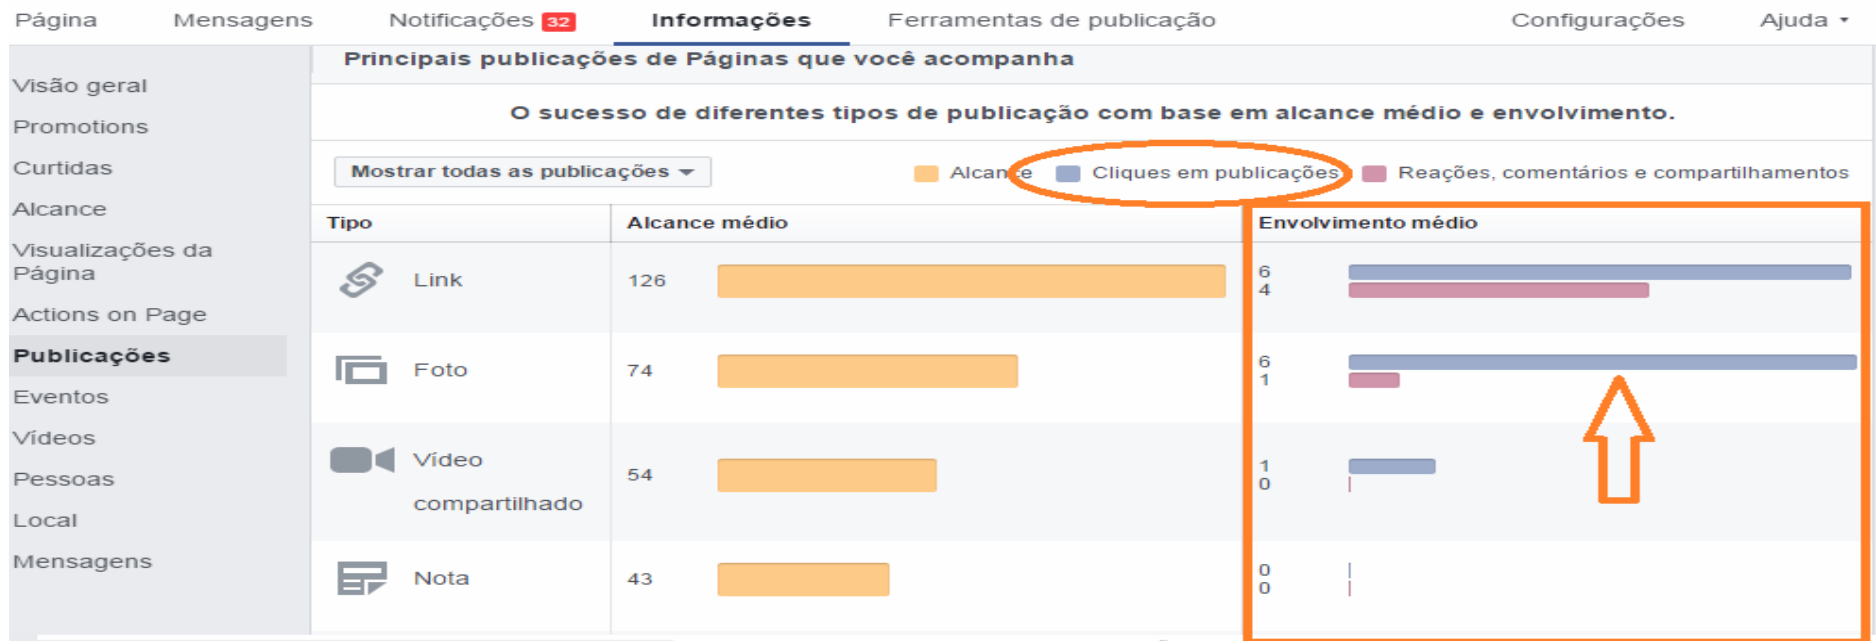 Página Mensagens Notificações 32 Informações Ferramentas de publicação Configurações Ajuda
Principais publicações de Páginas que você acompanha
Visão geral
Promotions
Curtidas
Alcance
Visualizações da
Página
Actions on Page
Publicações
Eventos
Vídeos
Pessoas
Local
Mensagens
O sucesso de diferentes tipos de publicação com base em alcance médio e envolvimento.
Mostrar todas as publicações Alcance Cliques em publicações Reações, comentários e compartilhamentos
Tipo Alcance médio Envolvimento médio
Link 126 6
4
Foto 74 6
1
Vídeo
compartilhado 54 1
0
Nota 43 0
0